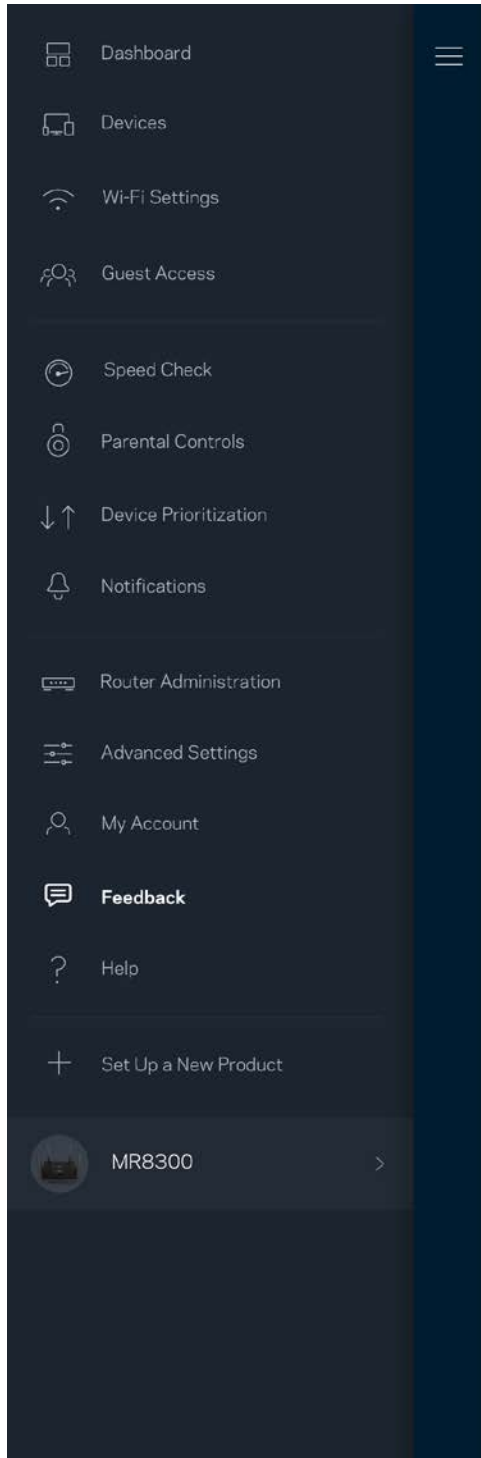 Dashboard
Devices
Wi-Fi Settings
Guest Access
Speed Check
Parental Controls
Device Prioritization
Notifications
Router Administration
Advanced Settings
My Account
Feedback
Help
Set Up a New Product
MR8300